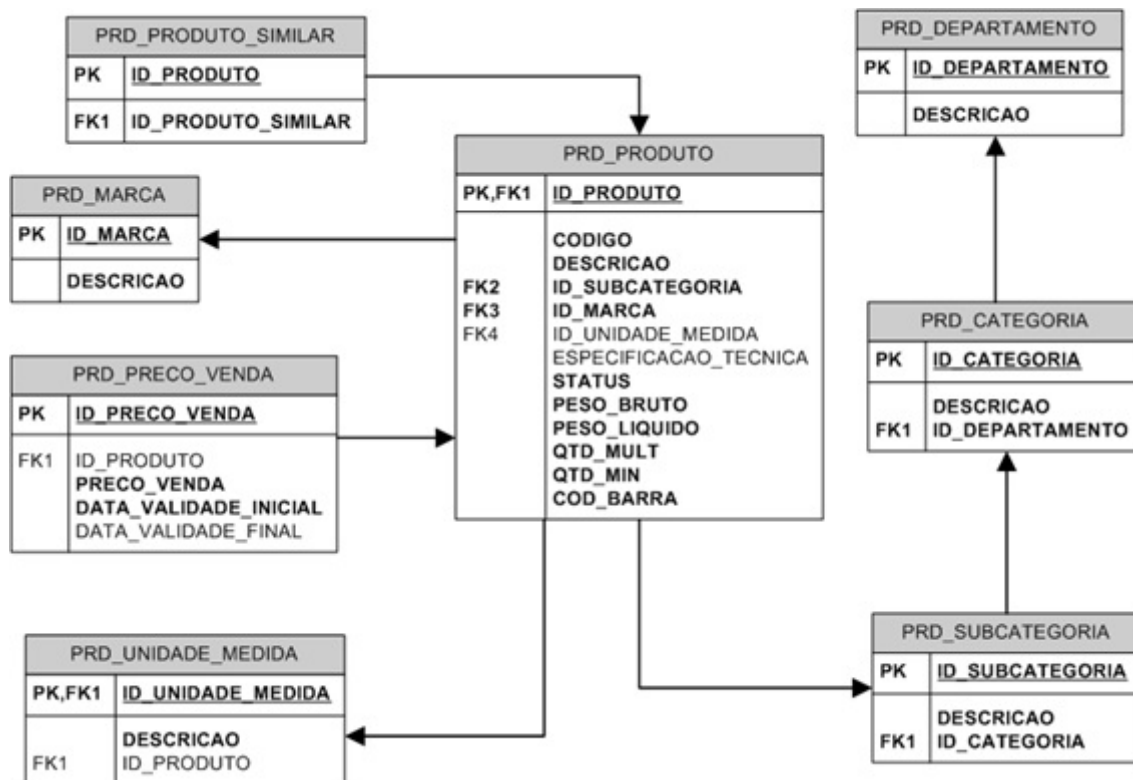 PRD_PRODUTO_SIMILAR
PK ID_PRODUTO
FK1 ID_PRODUTO_SIMILAR
PRD_DEPARTAMENTO
PK ID_DEPARTAMENTO
DESCRICAO
PRD_MARCA
PK ID_MARCA
DESCRICAO
PRD_PRODUTO
PK,FK1 ID_PRODUTO
CODIGO
DESCRICAO
FK2 ID_SUBCATEGORIA
FK3 ID_MARCA
FK4 ID_UNIDADE_MEDIDA
ESPECIFICACAO_TECNICA
STATUS
PESO_BRUTO
PESO_LIQUIDO
QTD_MULT
QTD_MIN
COD_BARRA
PRD_CATEGORIA
PK ID_CATEGORIA
DESCRICAO
FK1 ID_DEPARTAMENTO
PRD_PRECO_VENDA
PK ID_PRECO_VENDA
FK1 ID_PRODUTO
PRECO_VENDA
DATA_VALIDADE_INICIAL
DATA_VALIDADE_FINAL
PRD_UNIDADE_MEDIDA
PK,FK1 ID_UNIDADE_MEDIDA
DESCRICAO
FK1 ID_PRODUTO
PRD_SUBCATEGORIA
PK ID_SUBCATEGORIA
DESCRICAO
FK1 ID_CATEGORIA